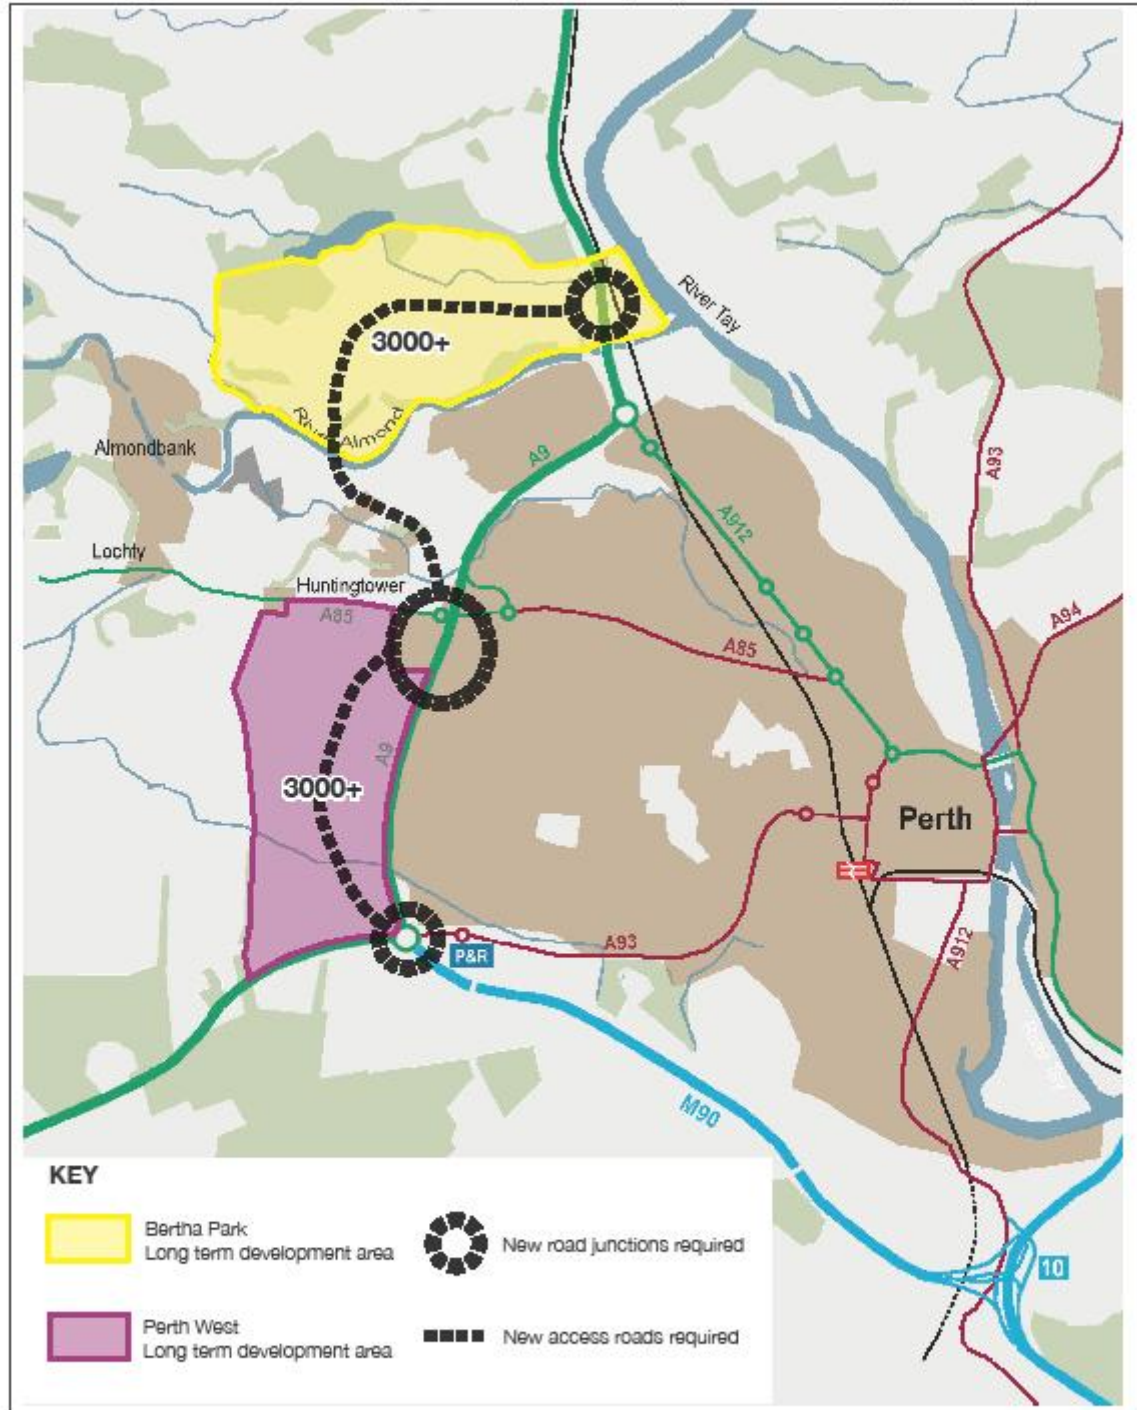 River Tay
3000+
River Almond
Almondbank
A9
A93
A912
Lochty
Huntingtower
A85
A94
A85
A9
3000+
Perth
A93
P&R
A912
M90
10
KEY
Bertha Park
Long term development area
New road junctions required
Perth West
Long term development area
New access roads required